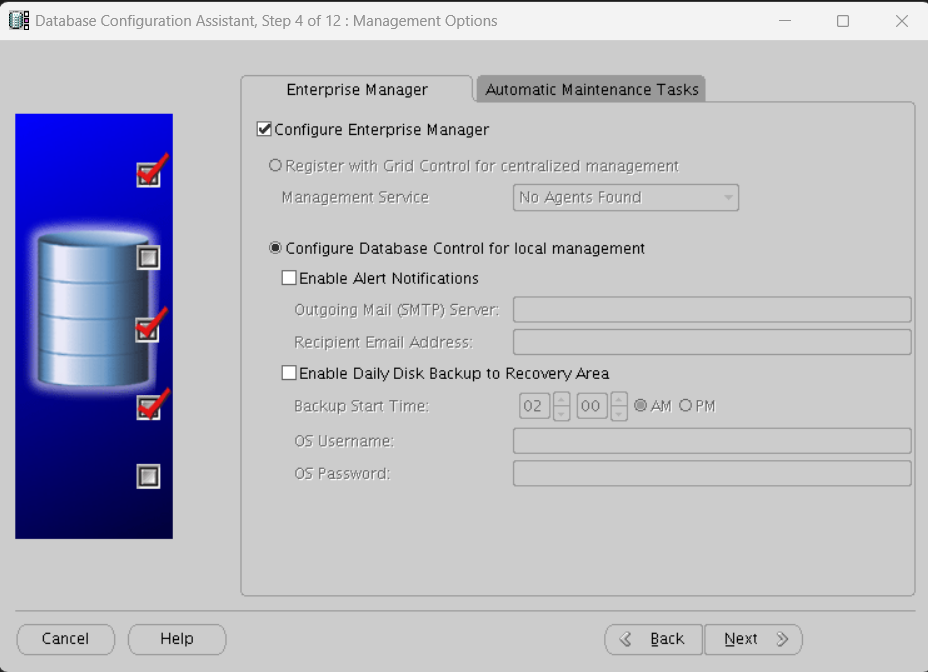 Database Configuration Assistant, Step 4 of 12 : Management Options
Enterprise Manager
Automatic Maintenance Tasks
Configure Enterprise Manager
Register with Grid Control for centralized management
Management Service No Agents Found
Configure Database Control for local management
Enable Alert Notifications
Outgoing Mail (SMTP) Server:
Recipient Email Address:
Enable Daily Disk Backup to Recovery Area
Backup Start Time: 02 00 AM PM
OS Username:
OS Password:
Cancel Help Back Next